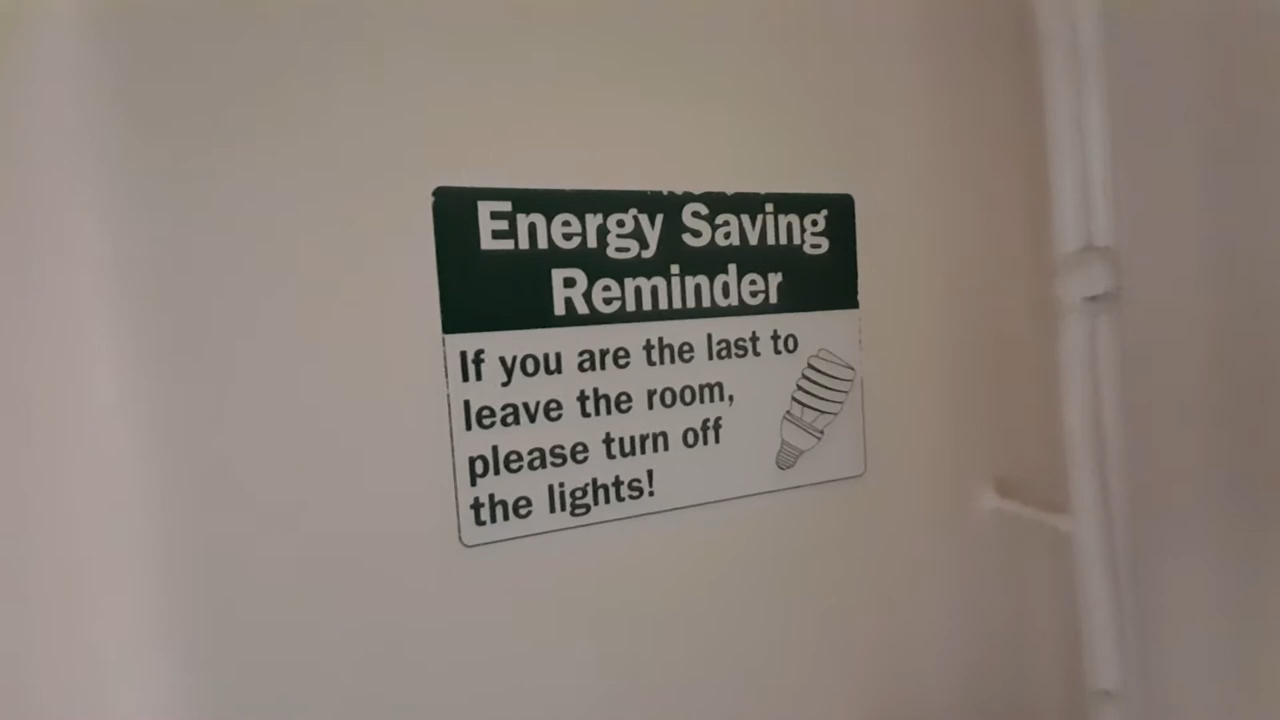 Energy Saving
Reminder
If you are the last to
leave the room,
please turn off
the lights!